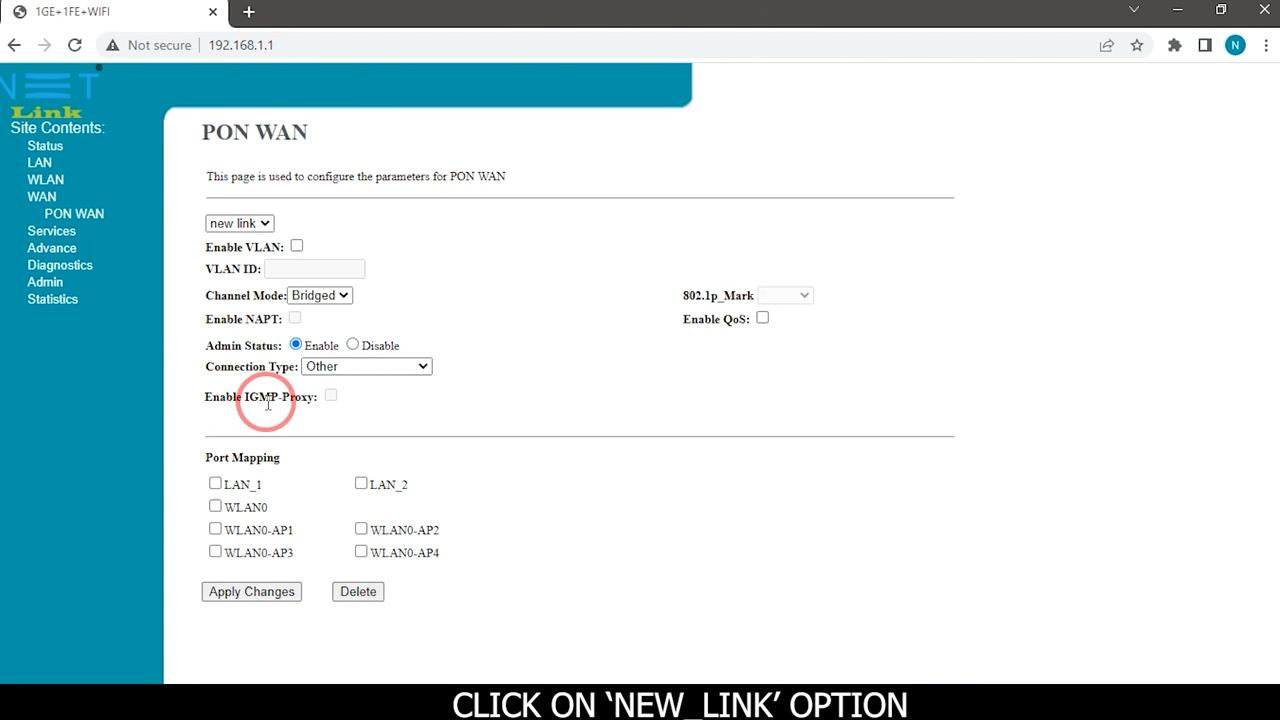 1GE+1FE+WIFI
Not secure 192.168.1.1 N
NET
Link
Site Contents:
Status
LAN
WLAN
WAN
PON WAN
Services
Advance
Diagnostics
Admin
Statistics
PON WAN
This page is used to configure the parameters for PON WAN
new link
Enable VLAN:
VLAN ID:
Channel Mode: Bridged 802.1p_Mark
Enable NAPT: Enable QoS:
Admin Status: Enable Disable
Connection Type: Other
Enable IGMP-Proxy:
Port Mapping
LAN_1 LAN_2
WLAN0
WLAN0-AP1 WLAN0-AP2
WLAN0-AP3 WLAN0-AP4
Apply Changes Delete
CLICK ON ‘NEW_LINK’ OPTION